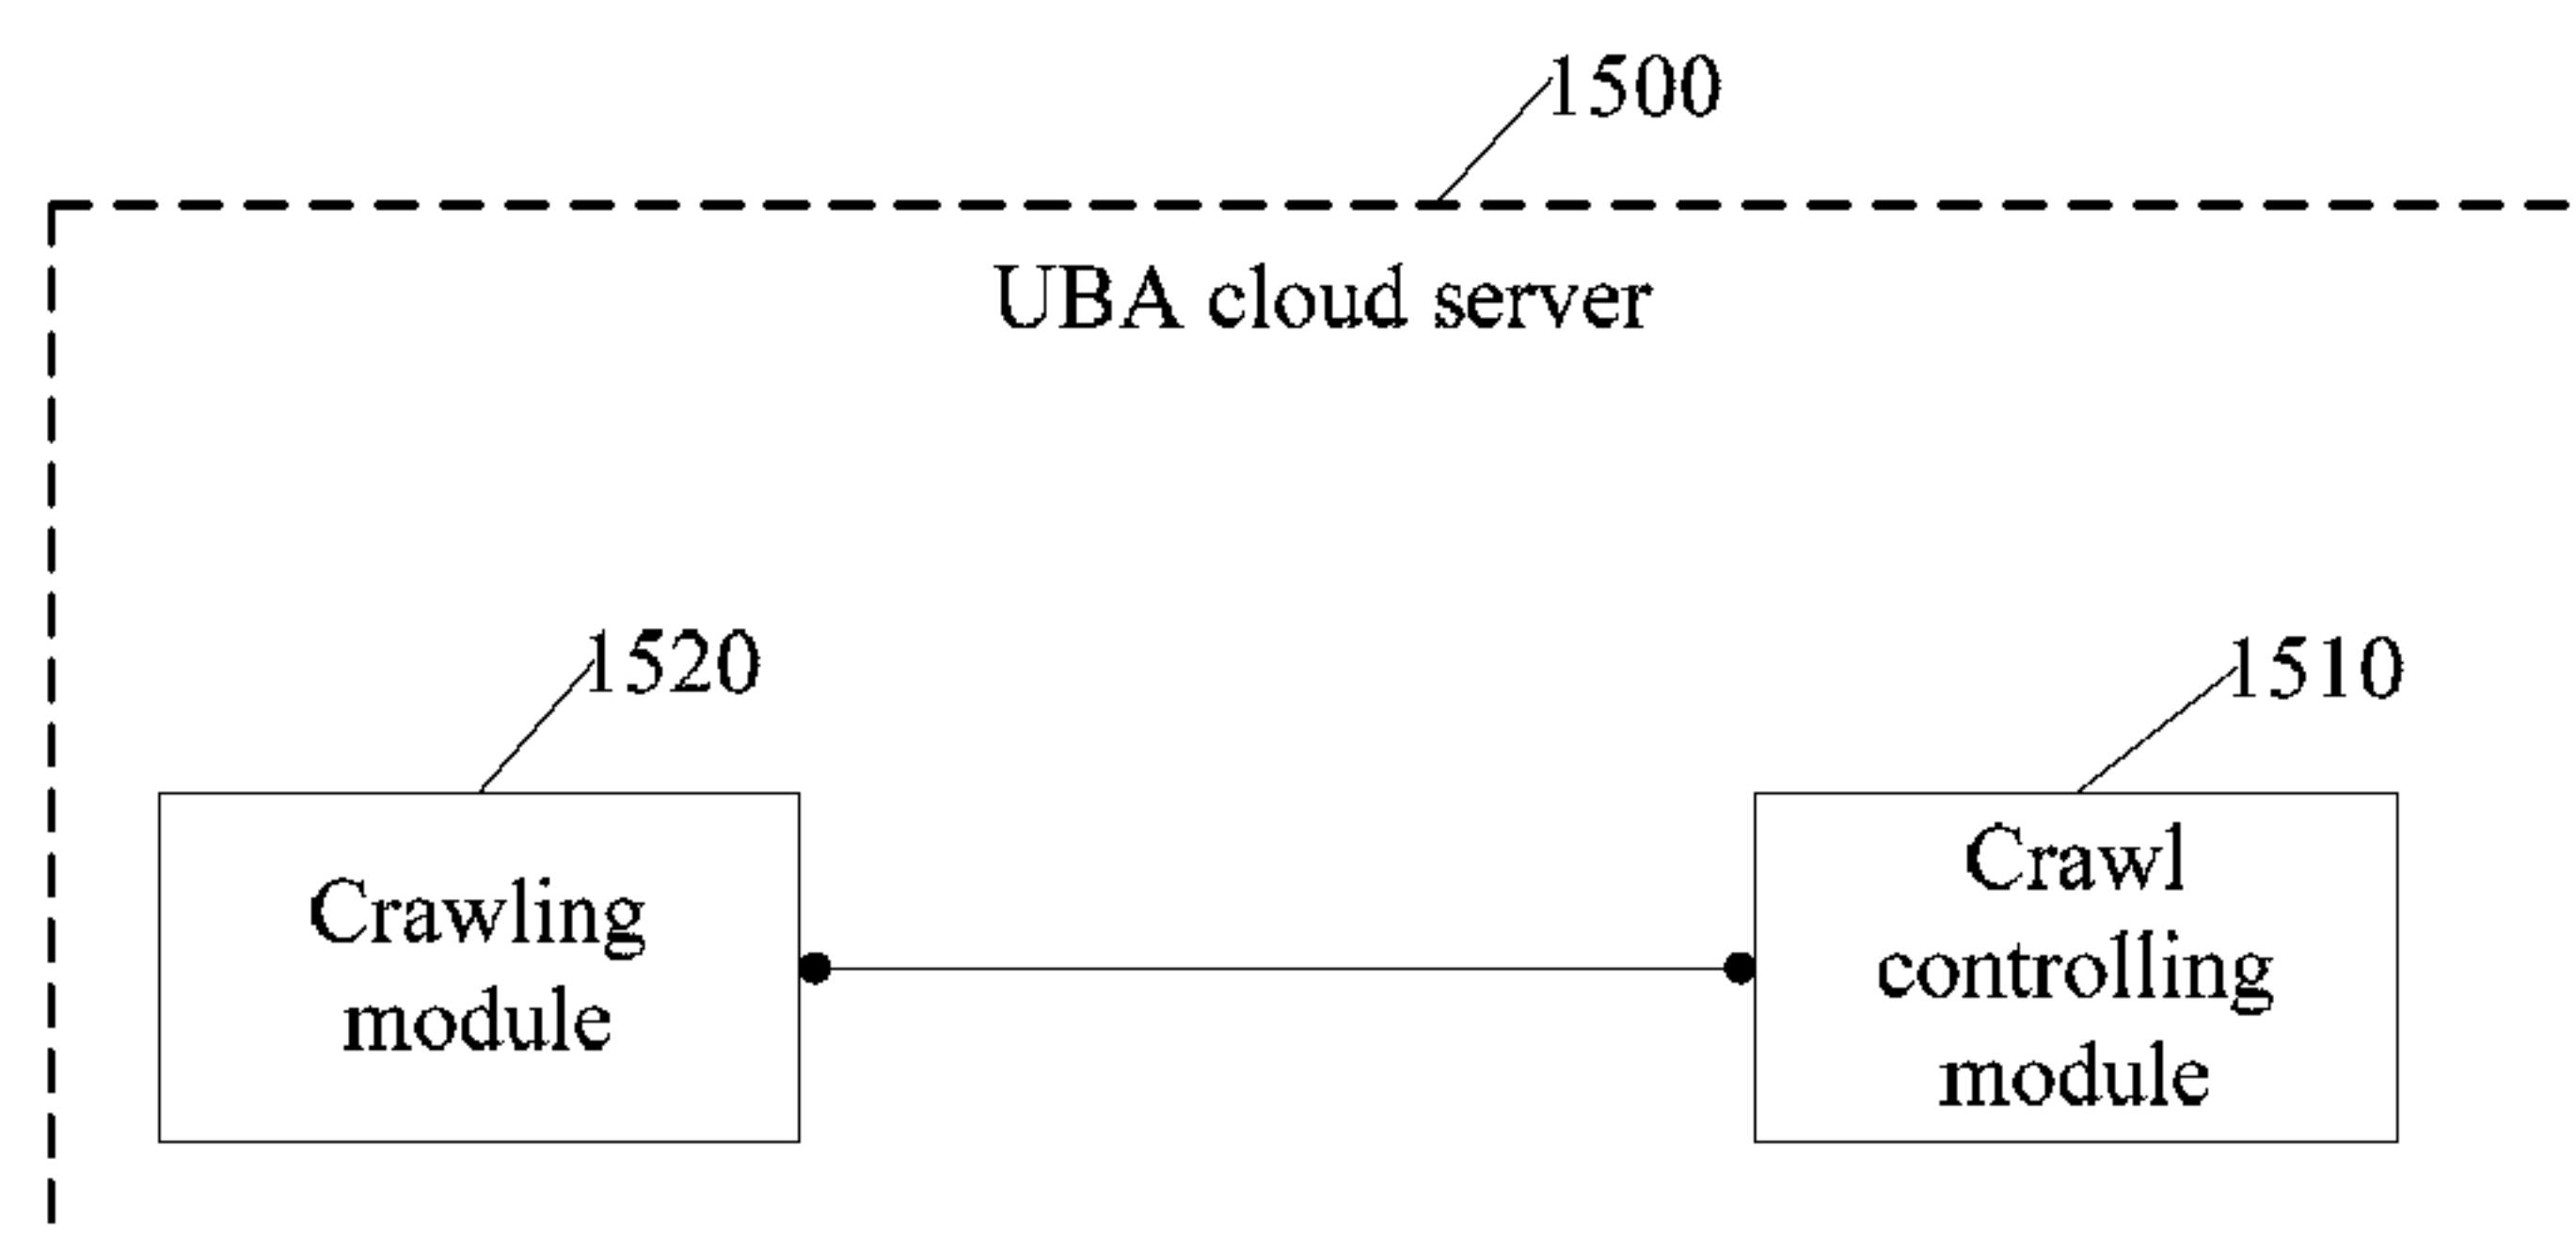 1500
UBA cloud server
1520
1510
Crawling
module
Crawl
controlling
module